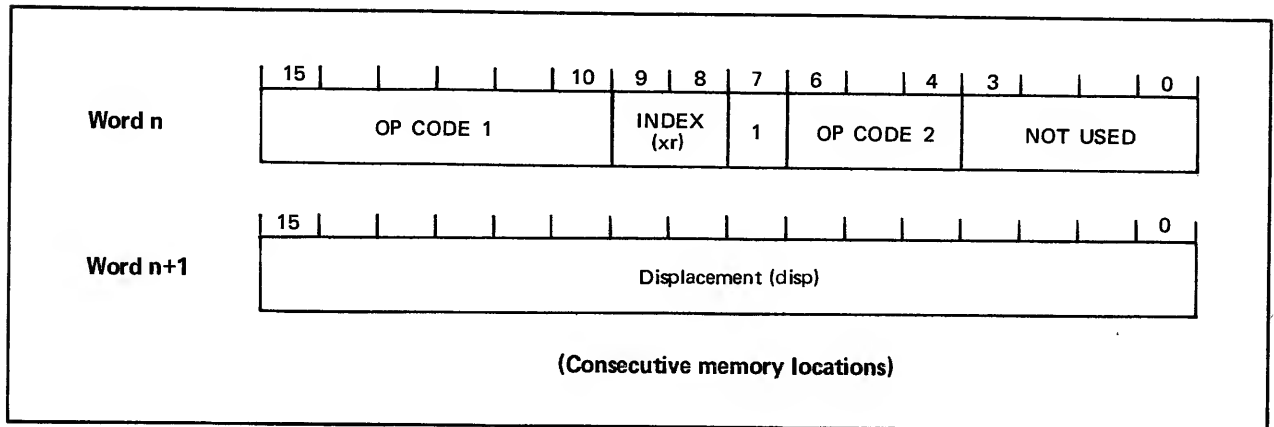 15 10 9 8 7 6 4 3 0
Word n OP CODE 1 INDEX (xr) 1 OP CODE 2 NOT USED
15 0
Word n+1 Displacement (disp)
(Consecutive memory locations)